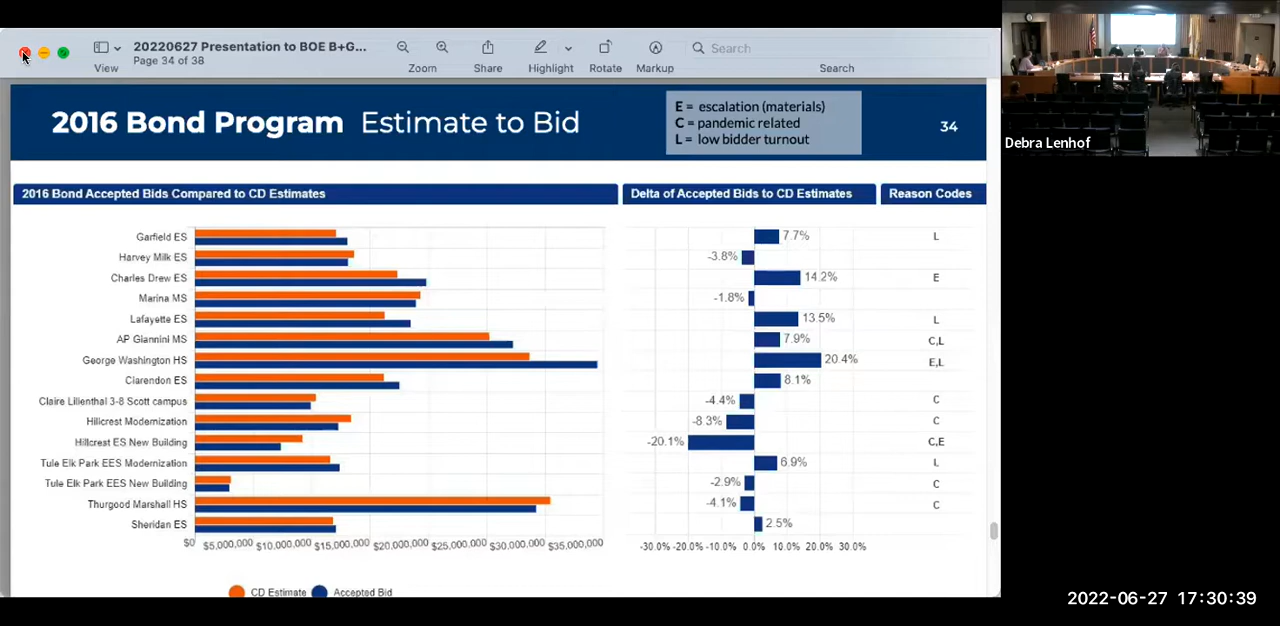 20220627 Presentation to BOE B+G...
Page 34 of 38
View
Zoom
Share
Highlight
Rotate
Markup
Search
Search
2016 Bond Program Estimate to Bid
E = escalation (materials)
C = pandemic related
L = low bidder turnout
34
2016 Bond Accepted Bids Compared to CD Estimates
Delta of Accepted Bids to CD Estimates
Reason Codes
Garfield ES 7.7% L
Harvey Milk ES -3.8%
Charles Drew ES 14.2% E
Marina MS -1.8%
Lafayette ES 13.5% L
AP Giannini MS 7.9% C,L
George Washington HS 20.4% E,L
Clarendon ES 8.1%
Claire Lilienthal 3-8 Scott campus -4.4% C
Hillcrest Modernization -8.3% C
Hillcrest ES New Building -20.1% C,E
Tule Elk Park EES Modernization 6.9% L
Tule Elk Park EES New Building -2.9% C
Thurgood Marshall HS -4.1% C
Sheridan ES 2.5%
$0 $5,000,000 $10,000,000 $15,000,000 $20,000,000 $25,000,000 $30,000,000 $35,000,000
-30.0% -20.0% -10.0% 0.0% 10.0% 20.0% 30.0%
CD Estimate Accepted Bid
Debra Lenhof
2022-06-27 17:30:39